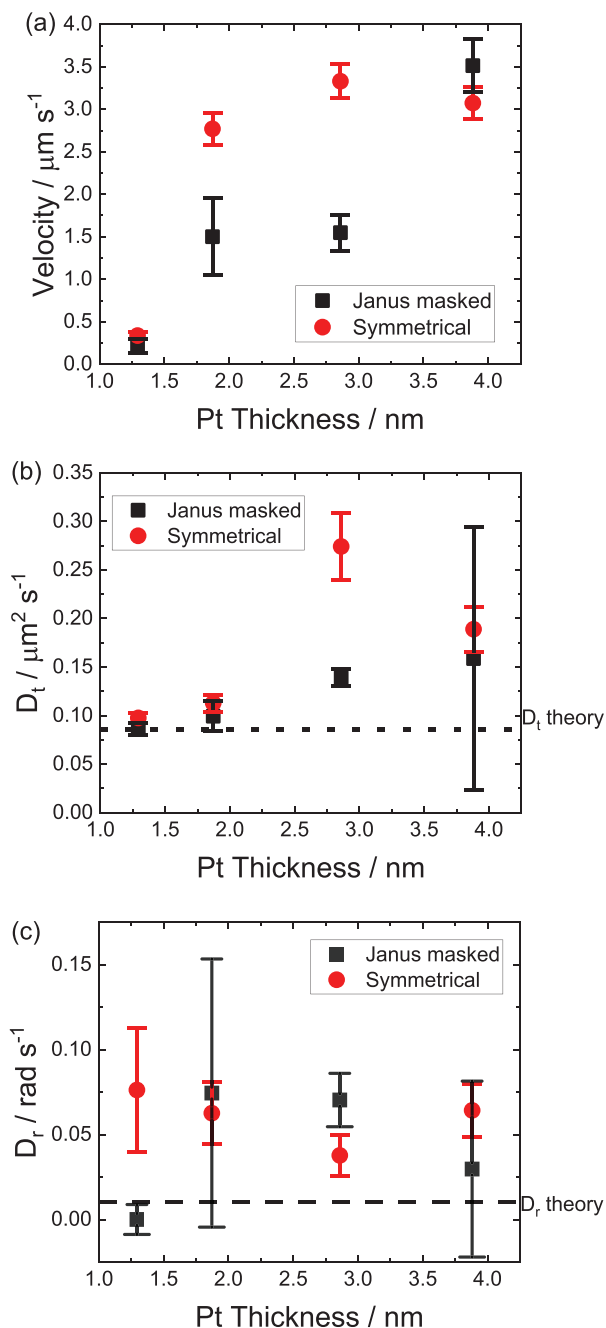 (a)
4.0
3.5
3.0
2.5
2.0
1.5
1.0
0.5
0.0
Velocity / μm s⁻¹
Janus masked
Symmetrical
1.0 1.5 2.0 2.5 3.0 3.5 4.0
Pt Thickness / nm
(b)
0.35
0.30
0.25
0.20
0.15
0.10
0.05
0.00
Dₜ / μm² s⁻¹
Janus masked
Symmetrical
Dₜ theory
1.0 1.5 2.0 2.5 3.0 3.5 4.0
Pt Thickness / nm
(c)
0.15
0.10
0.05
0.00
Dᵣ / rad s⁻¹
Janus masked
Symmetrical
Dᵣ theory
1.0 1.5 2.0 2.5 3.0 3.5 4.0
Pt Thickness / nm